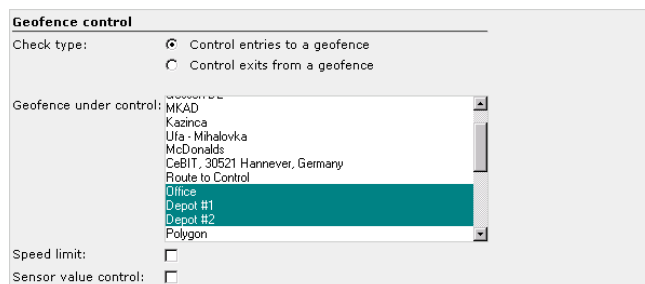 Geofence control
Check type:
Control entries to a geofence
Control exits from a geofence
Geofence under control:
MKAD
Kazinca
Ufa - Mihalovka
McDonalds
CeBIT, 30521 Hannever, Germany
Route to Control
Office
Depot #1
Depot #2
Polygon
Speed limit:
Sensor value control: